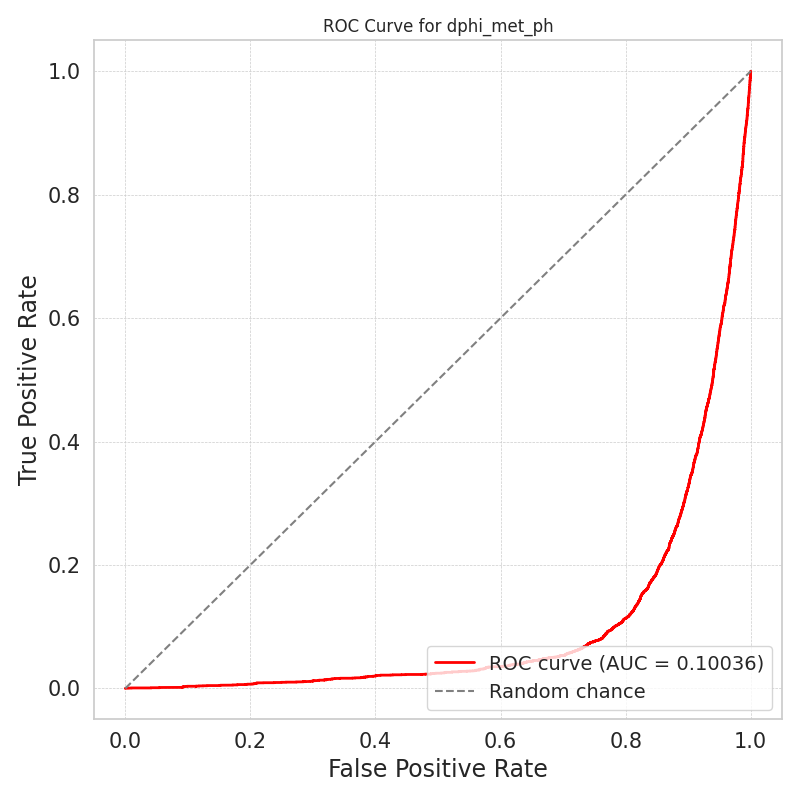 ROC Curve for dphi_met_ph
1.0
0.8
0.6
0.4
0.2
0.0
True Positive Rate
ROC curve (AUC = 0.10036)
Random chance
0.0 0.2 0.4 0.6 0.8 1.0
False Positive Rate